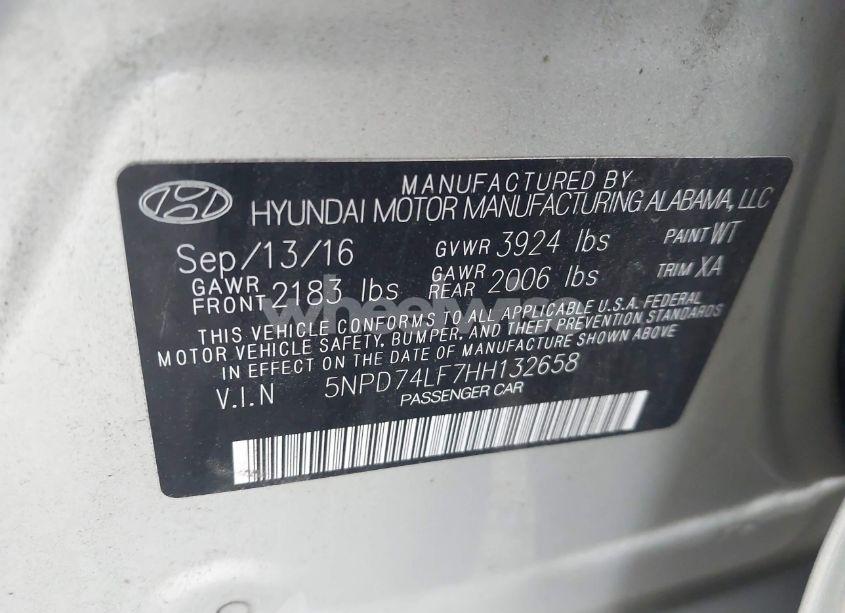 MANUFACTURED BY
HYUNDAI MOTOR MANUFACTURING ALABAMA, LLC
Sep/13/16 GVWR 3924 lbs PAINT WT
GAWR FRONT 2183 lbs GAWR REAR 2006 lbs TRIM XA
THIS VEHICLE CONFORMS TO ALL APPLICABLE U.S.A. FEDERAL
MOTOR VEHICLE SAFETY, BUMPER, AND THEFT PREVENTION STANDARDS
IN EFFECT ON THE DATE OF MANUFACTURE SHOWN ABOVE
V.I.N 5NPD74LF7HH132658
PASSENGER CAR